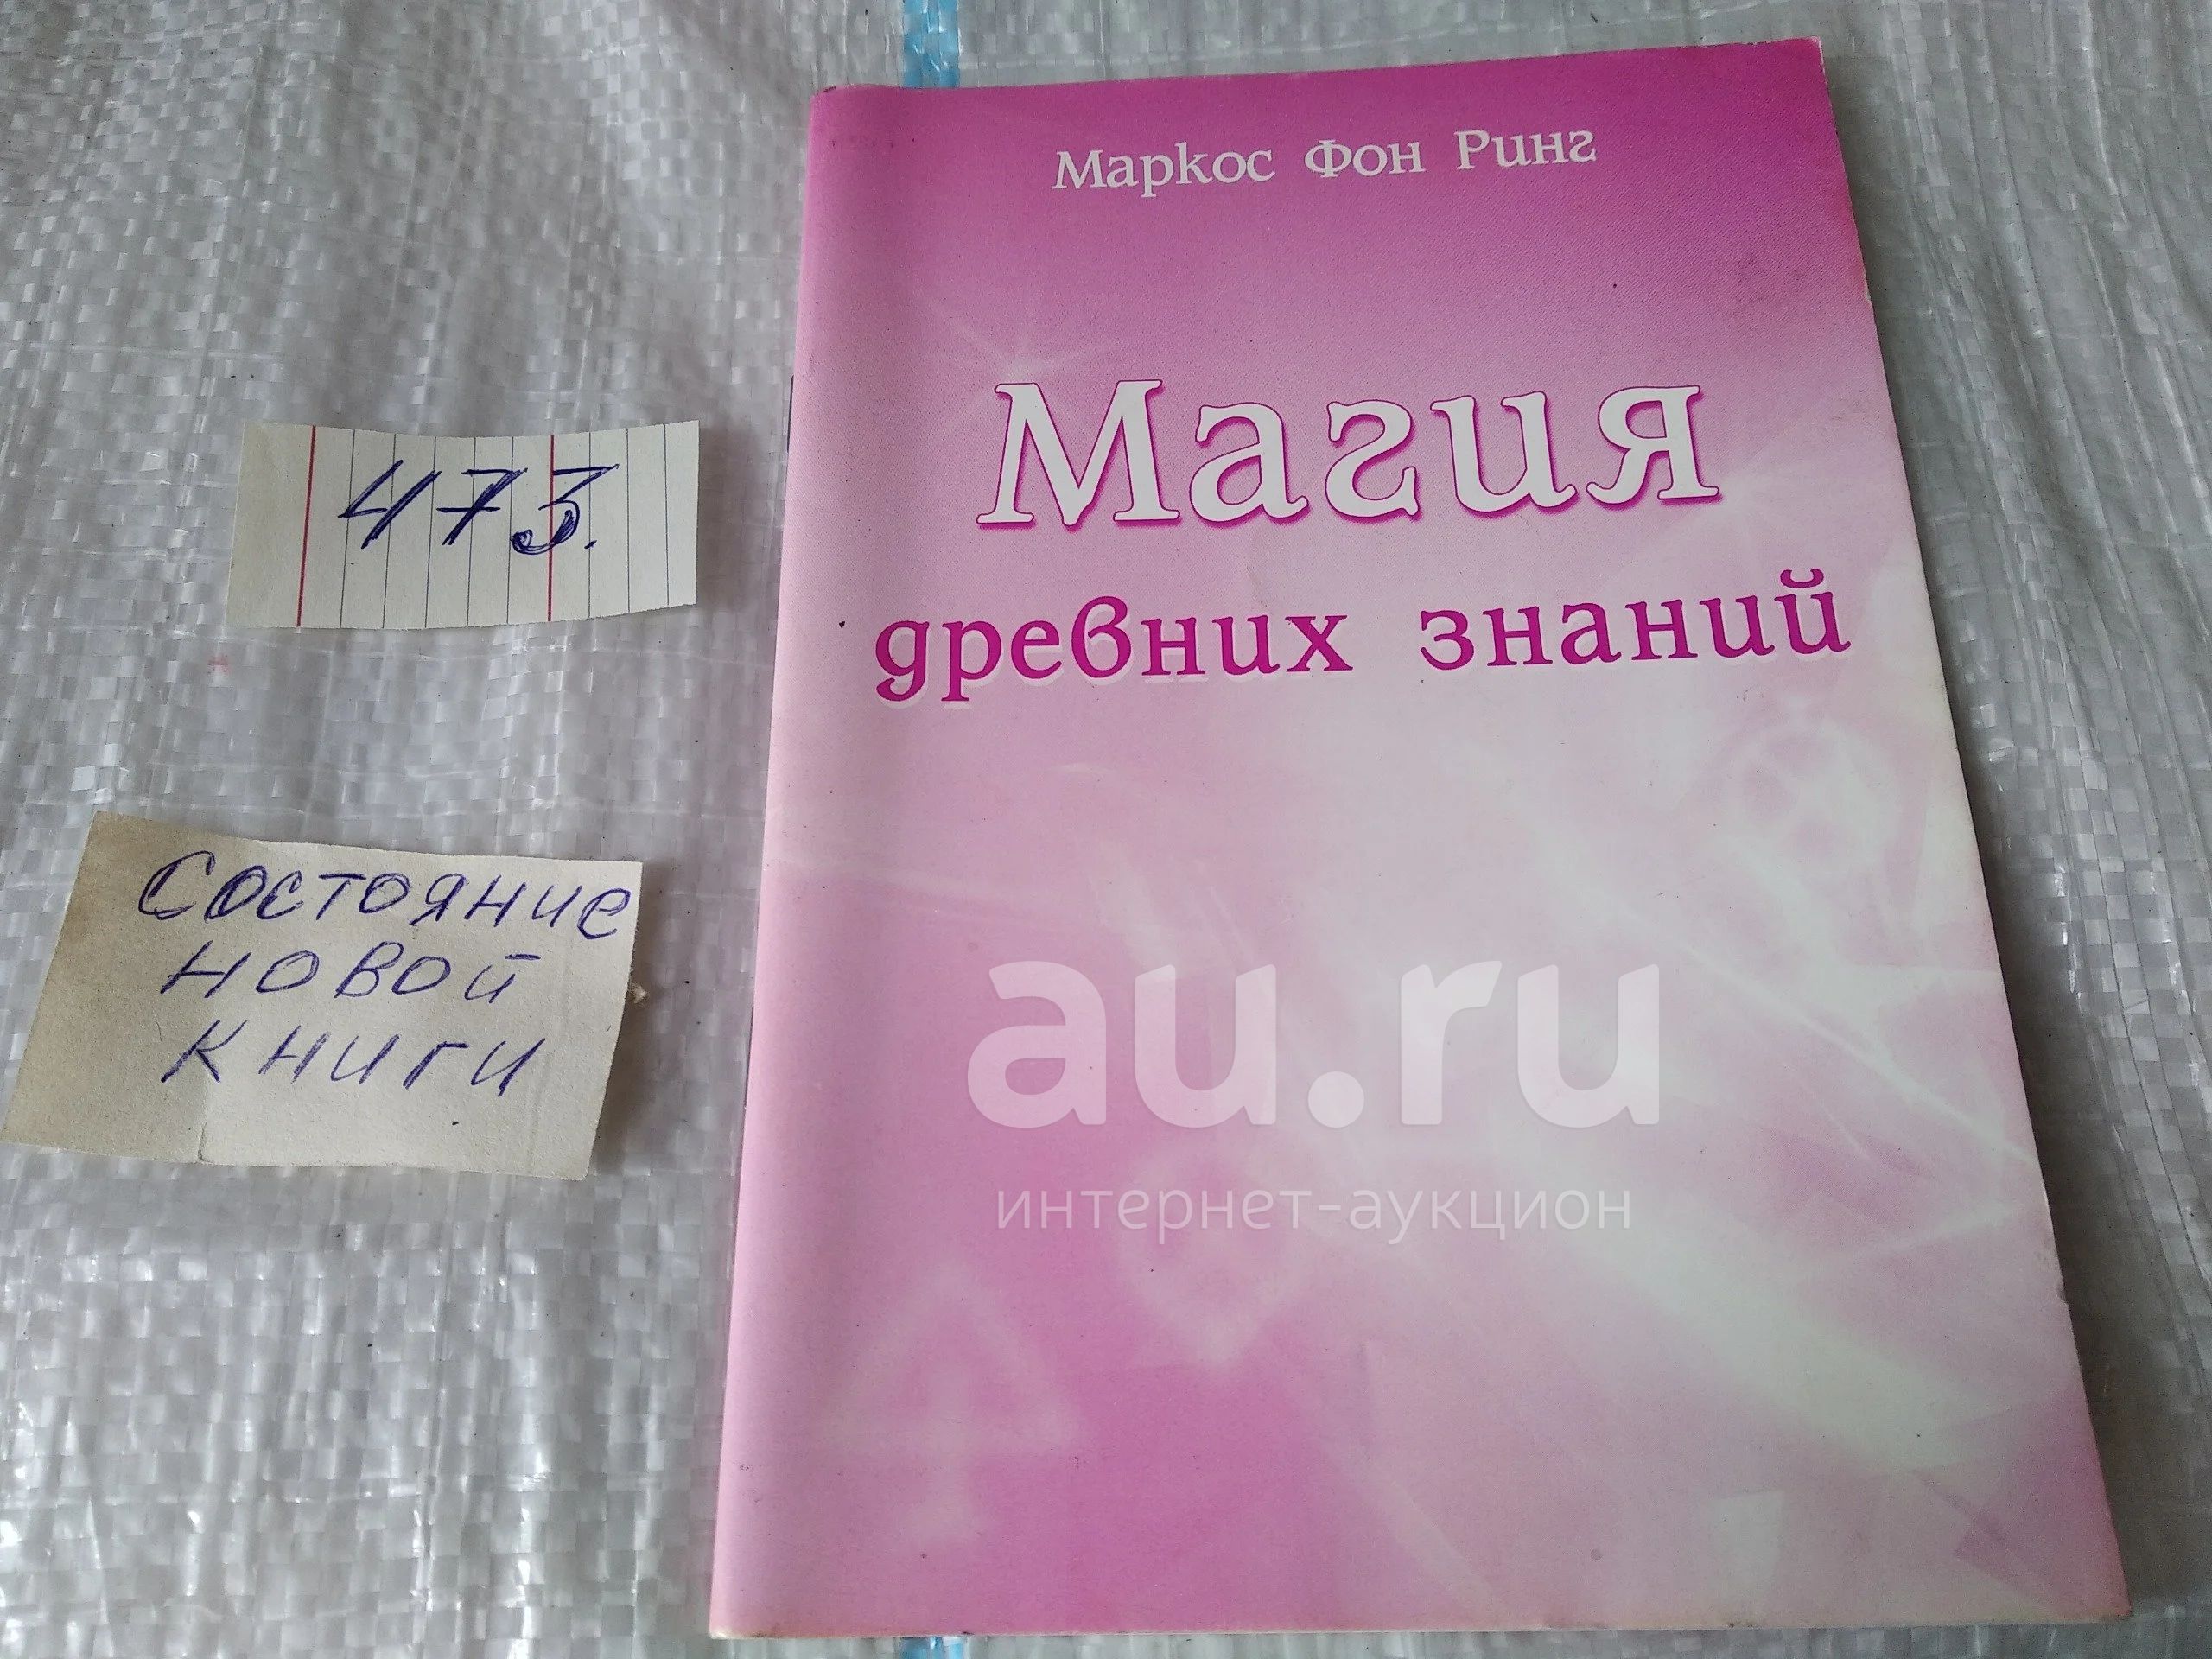 Маркос Фон Ринг
Магия
древних знаний
473.
Состояние
новой
книги
au.ru
интернет-аукцион